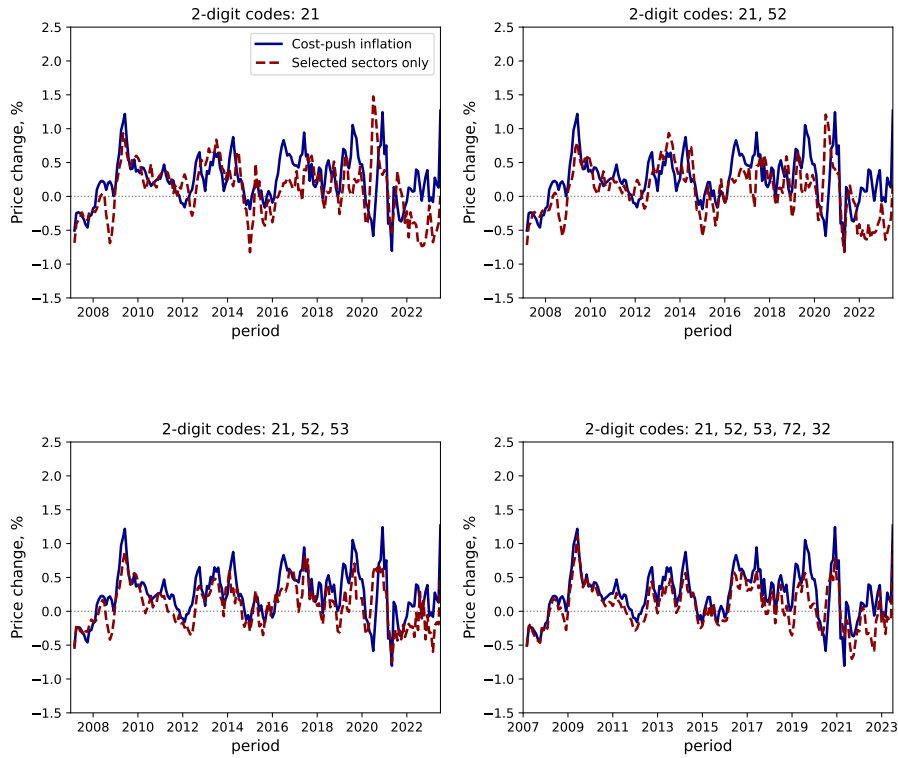 2-digit codes: 21
Price change, %
2.5
2.0
1.5
1.0
0.5
0.0
−0.5
−1.0
−1.5
Cost-push inflation
Selected sectors only
2008 2010 2012 2014 2016 2018 2020 2022
period
2-digit codes: 21, 52
Price change, %
2.5
2.0
1.5
1.0
0.5
0.0
−0.5
−1.0
−1.5
2008 2010 2012 2014 2016 2018 2020 2022
period
2-digit codes: 21, 52, 53
Price change, %
2.5
2.0
1.5
1.0
0.5
0.0
−0.5
−1.0
−1.5
2008 2010 2012 2014 2016 2018 2020 2022
period
2-digit codes: 21, 52, 53, 72, 32
Price change, %
2.5
2.0
1.5
1.0
0.5
0.0
−0.5
−1.0
−1.5
2007 2009 2011 2013 2015 2017 2019 2021 2023
period